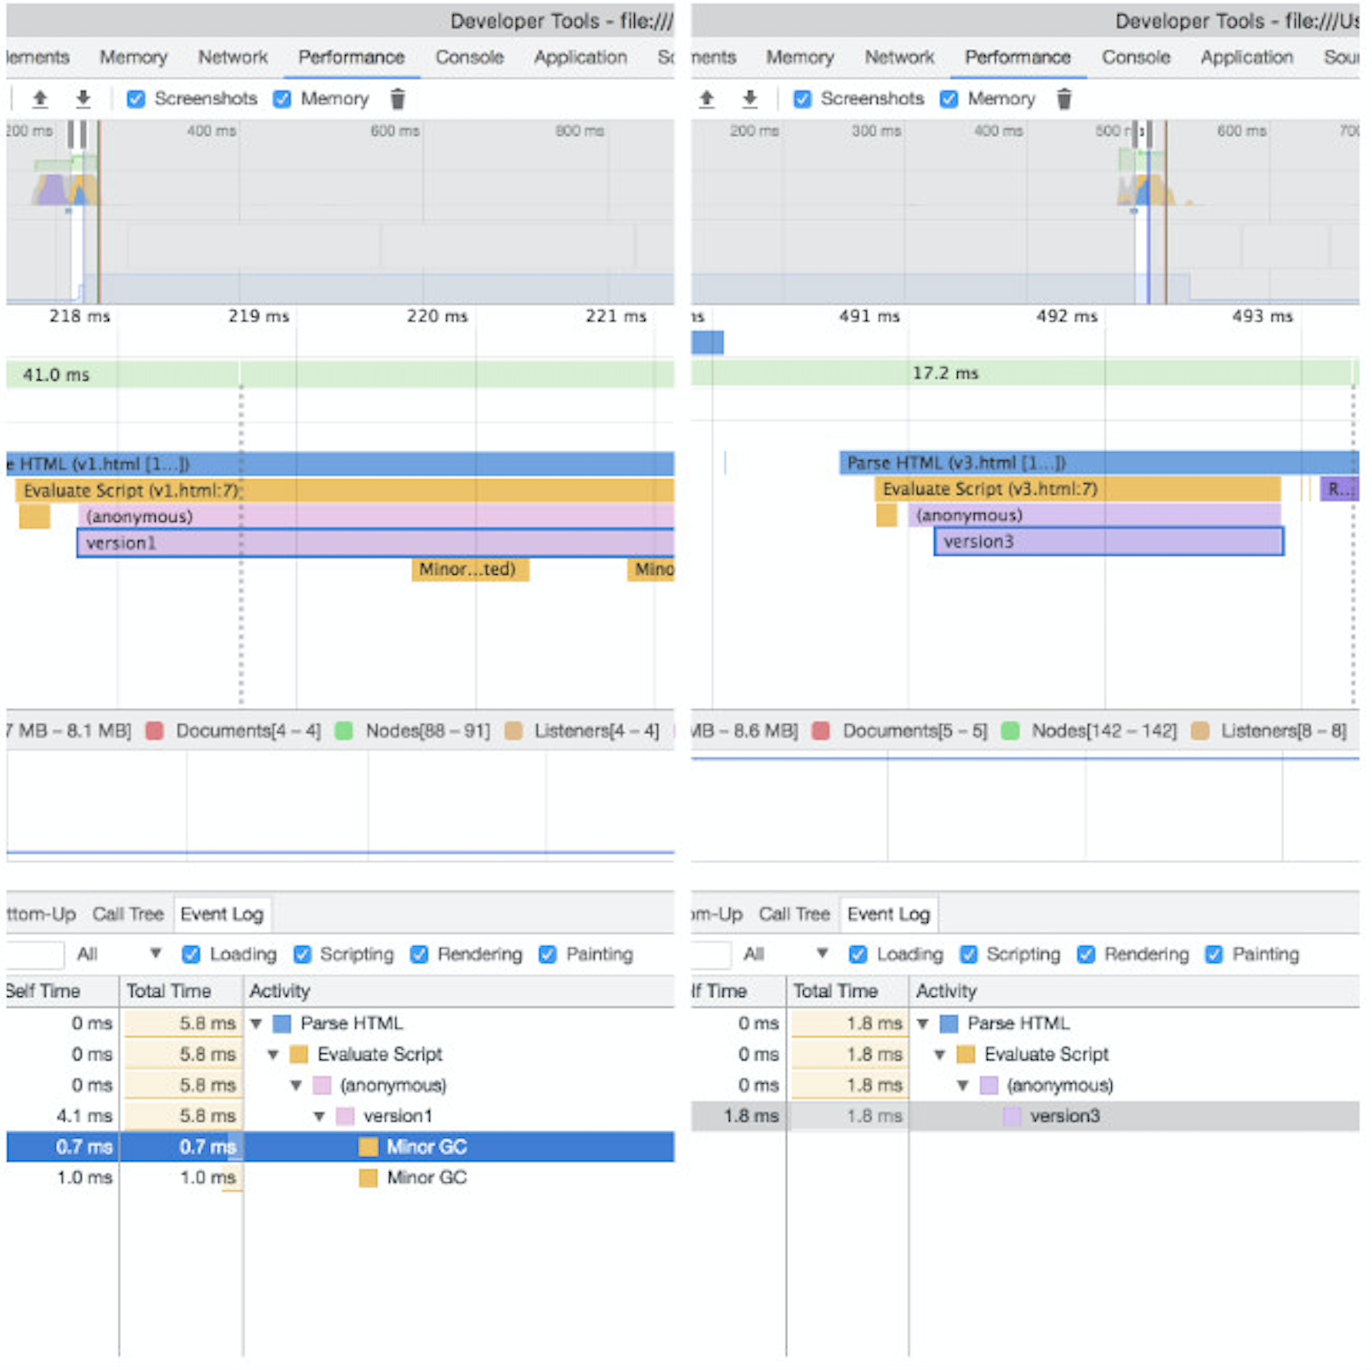 Developer Tools - file:///
lements Memory Network Performance Console Application Sc
Screenshots Memory
200 ms 400 ms 600 ms 800 ms
218 ms 219 ms 220 ms 221 ms
41.0 ms
e HTML (v1.html [1...])
Evaluate Script (v1.html:7)
(anonymous)
version1
Minor...ted) Mino
7 MB – 8.1 MB] Documents[4 – 4] Nodes[88 – 91] Listeners[4 – 4]
ttom-Up Call Tree Event Log
All ▼ Loading Scripting Rendering Painting
Self Time Total Time Activity
0 ms 5.8 ms ▼ Parse HTML
0 ms 5.8 ms ▼ Evaluate Script
0 ms 5.8 ms ▼ (anonymous)
4.1 ms 5.8 ms ▼ version1
0.7 ms 0.7 ms Minor GC
1.0 ms 1.0 ms Minor GC
Developer Tools - file:///Us
nents Memory Network Performance Console Application Sour
Screenshots Memory
200 ms 300 ms 400 ms 500 ms 600 ms 700
ns 491 ms 492 ms 493 ms
17.2 ms
Parse HTML (v3.html [1...])
Evaluate Script (v3.html:7) R...
(anonymous)
version3
MB – 8.6 MB] Documents[5 – 5] Nodes[142 – 142] Listeners[8 – 8]
om-Up Call Tree Event Log
All ▼ Loading Scripting Rendering Painting
lf Time Total Time Activity
0 ms 1.8 ms ▼ Parse HTML
0 ms 1.8 ms ▼ Evaluate Script
0 ms 1.8 ms ▼ (anonymous)
1.8 ms 1.8 ms version3